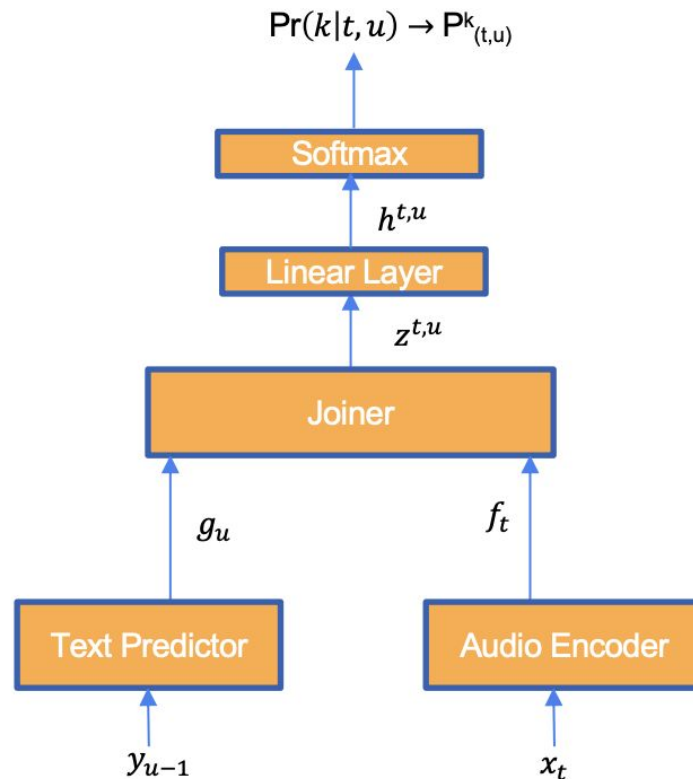 Pr(k|t, u) → Pᵏ₍t,u₎
Softmax
hᵗ,ᵘ
Linear Layer
zᵗ,ᵘ
Joiner
gᵤ
fₜ
Text Predictor
Audio Encoder
yᵤ₋₁
xₜ